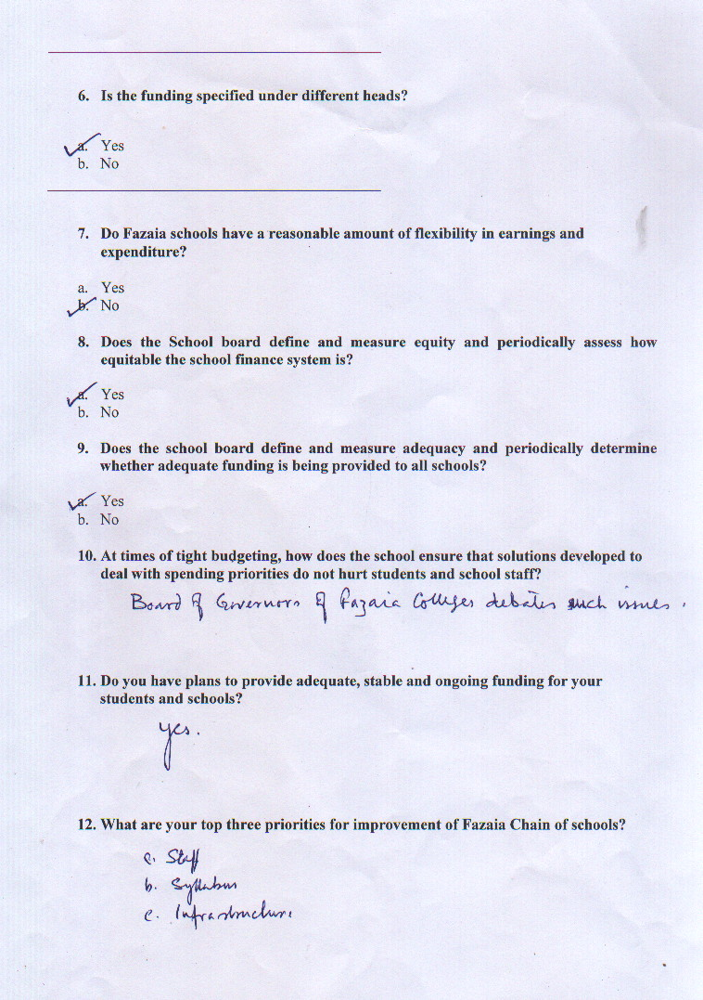 6. Is the funding specified under different heads?
a. Yes
b. No
7. Do Fazaia schools have a reasonable amount of flexibility in earnings and
expenditure?
a. Yes
b. No
8. Does the School board define and measure equity and periodically assess how
equitable the school finance system is?
a. Yes
b. No
9. Does the school board define and measure adequacy and periodically determine
whether adequate funding is being provided to all schools?
a. Yes
b. No
10. At times of tight budgeting, how does the school ensure that solutions developed to
deal with spending priorities do not hurt students and school staff?
Board of Governors of Fazaia Colleges debates such issues.
11. Do you have plans to provide adequate, stable and ongoing funding for your
students and schools?
yes.
12. What are your top three priorities for improvement of Fazaia Chain of schools?
a. Staff
b. Syllabus
c. Infrastructure